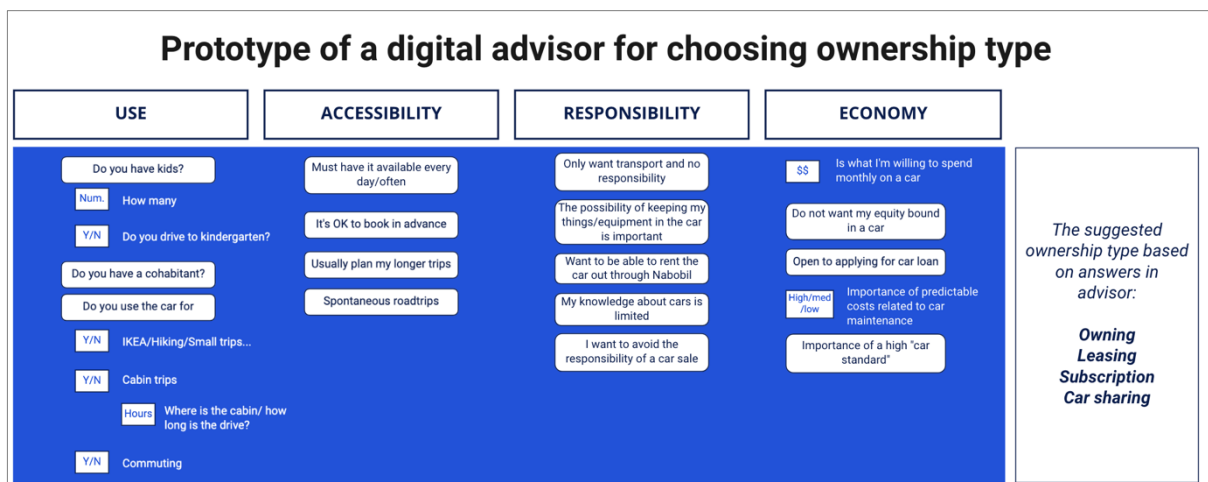 Prototype of a digital advisor for choosing ownership type
USE
ACCESSIBILITY
RESPONSIBILITY
ECONOMY
Do you have kids?
Num.
How many
Y/N
Do you drive to kindergarten?
Do you have a cohabitant?
Do you use the car for
Y/N
IKEA/Hiking/Small trips...
Y/N
Cabin trips
Hours
Where is the cabin/ how
long is the drive?
Y/N
Commuting
Must have it available every
day/often
It's OK to book in advance
Usually plan my longer trips
Spontaneous roadtrips
Only want transport and no
responsibility
The possibility of keeping my
things/equipment in the car
is important
Want to be able to rent the
car out through Nabobil
My knowledge about cars is
limited
I want to avoid the
responsibility of a car sale
$$
Is what I'm willing to spend
monthly on a car
Do not want my equity bound
in a car
Open to applying for car loan
High/med
/low
Importance of predictable
costs related to car
maintenance
Importance of a high "car
standard"
The suggested
ownership type based
on answers in
advisor:
Owning
Leasing
Subscription
Car sharing